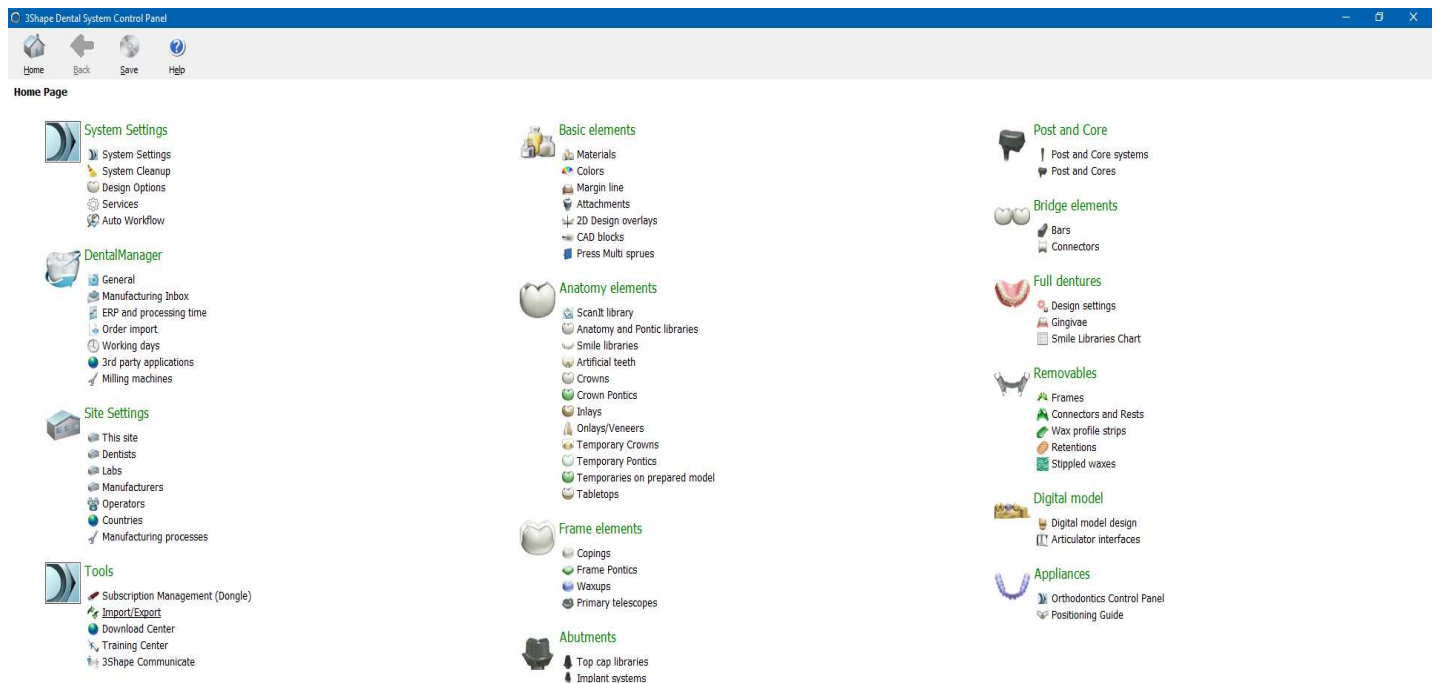 3Shape Dental System Control Panel
Home
Back
Save
Help
Home Page
System Settings
System Settings
System Cleanup
Design Options
Services
Auto Workflow
DentalManager
General
Manufacturing Inbox
ERP and processing time
Order import
Working days
3rd party applications
Milling machines
Site Settings
This site
Dentists
Labs
Manufacturers
Operators
Countries
Manufacturing processes
Tools
Subscription Management (Dongle)
Import/Export
Download Center
Training Center
3Shape Communicate
Basic elements
Materials
Colors
Margin line
Attachments
2D Design overlays
CAD blocks
Press Multi sprues
Anatomy elements
ScanIt library
Anatomy and Pontic libraries
Smile libraries
Artificial teeth
Crowns
Crown Pontics
Inlays
Onlays/Veneers
Temporary Crowns
Temporary Pontics
Temporaries on prepared model
Tabletops
Frame elements
Copings
Frame Pontics
Waxups
Primary telescopes
Abutments
Top cap libraries
Implant systems
Post and Core
Post and Core systems
Post and Cores
Bridge elements
Bars
Connectors
Full dentures
Design settings
Gingivae
Smile Libraries Chart
Removables
Frames
Connectors and Rests
Wax profile strips
Retentions
Stippled waxes
Digital model
Digital model design
Articulator interfaces
Appliances
Orthodontics Control Panel
Positioning Guide